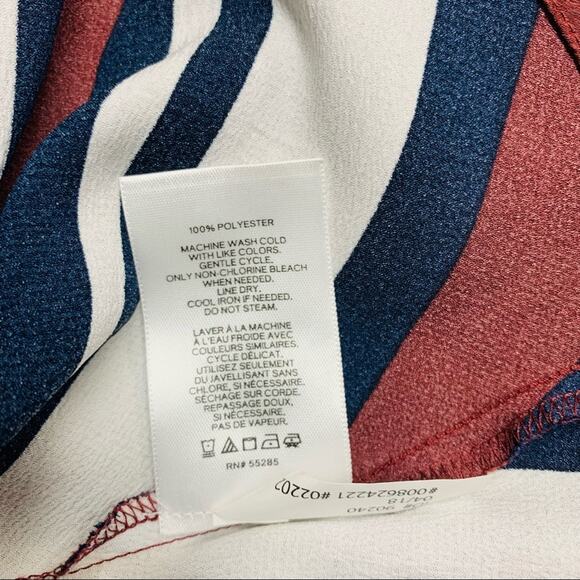 100% POLYESTER
MACHINE WASH COLD
WITH LIKE COLORS.
GENTLE CYCLE.
ONLY NON-CHLORINE BLEACH
WHEN NEEDED.
LINE DRY.
COOL IRON IF NEEDED.
DO NOT STEAM.
LAVER À LA MACHINE
À L'EAU FROIDE AVEC
COULEURS SIMILAIRES.
CYCLE DÉLICAT.
UTILISEZ SEULEMENT
DU JAVELLISANT SANS
CHLORE, SI NÉCESSAIRE.
SÉCHAGE SUR CORDE.
REPASSAGE DOUX,
SI NÉCESSAIRE.
PAS DE VAPEUR.
RN# 55285
#008624221 #0220
04/18
90240